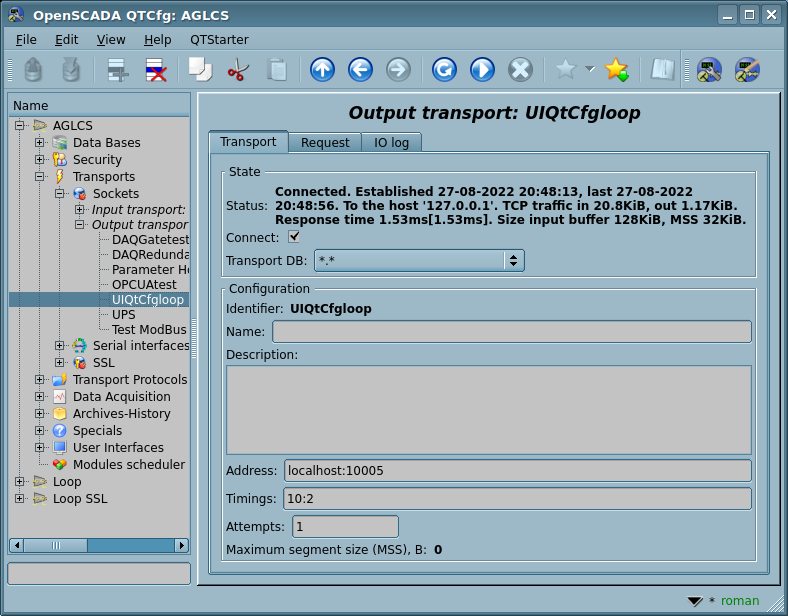 OpenSCADA QTCfg: AGLCS
File Edit View Help QTStarter
Name
AGLCS
Data Bases
Security
Transports
Sockets
Input transport:
Output transpor
DAQGatetest
DAQRedunda
Parameter H
OPCUAtest
UIQtCfgloop
UPS
Test ModBus
Serial interfaces
SSL
Transport Protocols
Data Acquisition
Archives-History
Specials
User Interfaces
Modules scheduler
Loop
Loop SSL
Output transport: UIQtCfgloop
Transport Request IO log
State
Status: Connected. Established 27-08-2022 20:48:13, last 27-08-2022
20:48:56. To the host '127.0.0.1'. TCP traffic in 20.8KiB, out 1.17KiB.
Response time 1.53ms[1.53ms]. Size input buffer 128KiB, MSS 32KiB.
Connect:
Transport DB: *.*
Configuration
Identifier: UIQtCfgloop
Name:
Description:
Address: localhost:10005
Timings: 10:2
Attempts: 1
Maximum segment size (MSS), B: 0
* roman